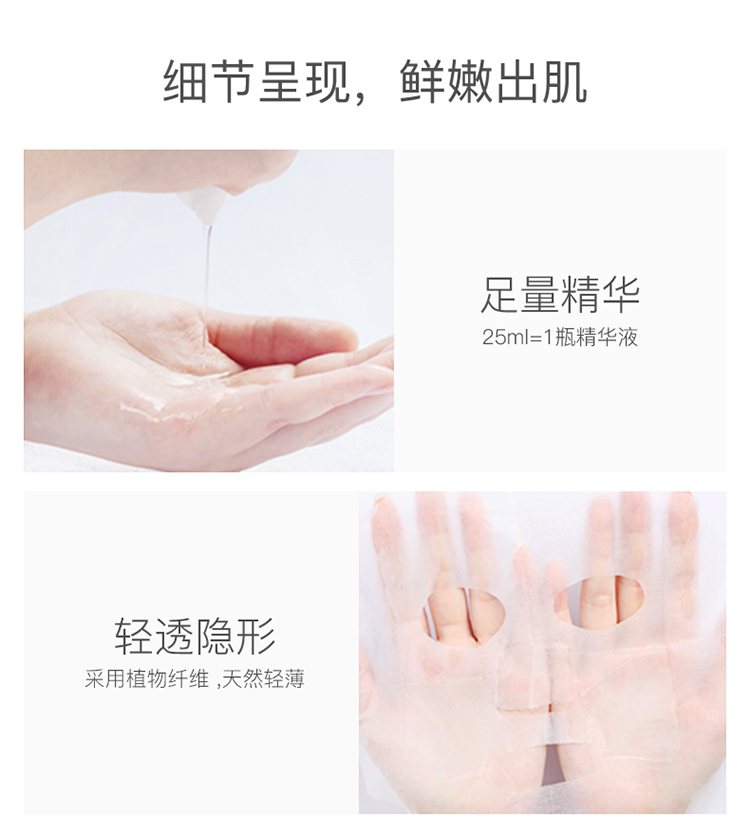 细节呈现，鲜嫩出肌
足量精华
25ml=1瓶精华液
轻透隐形
采用植物纤维 ,天然轻薄